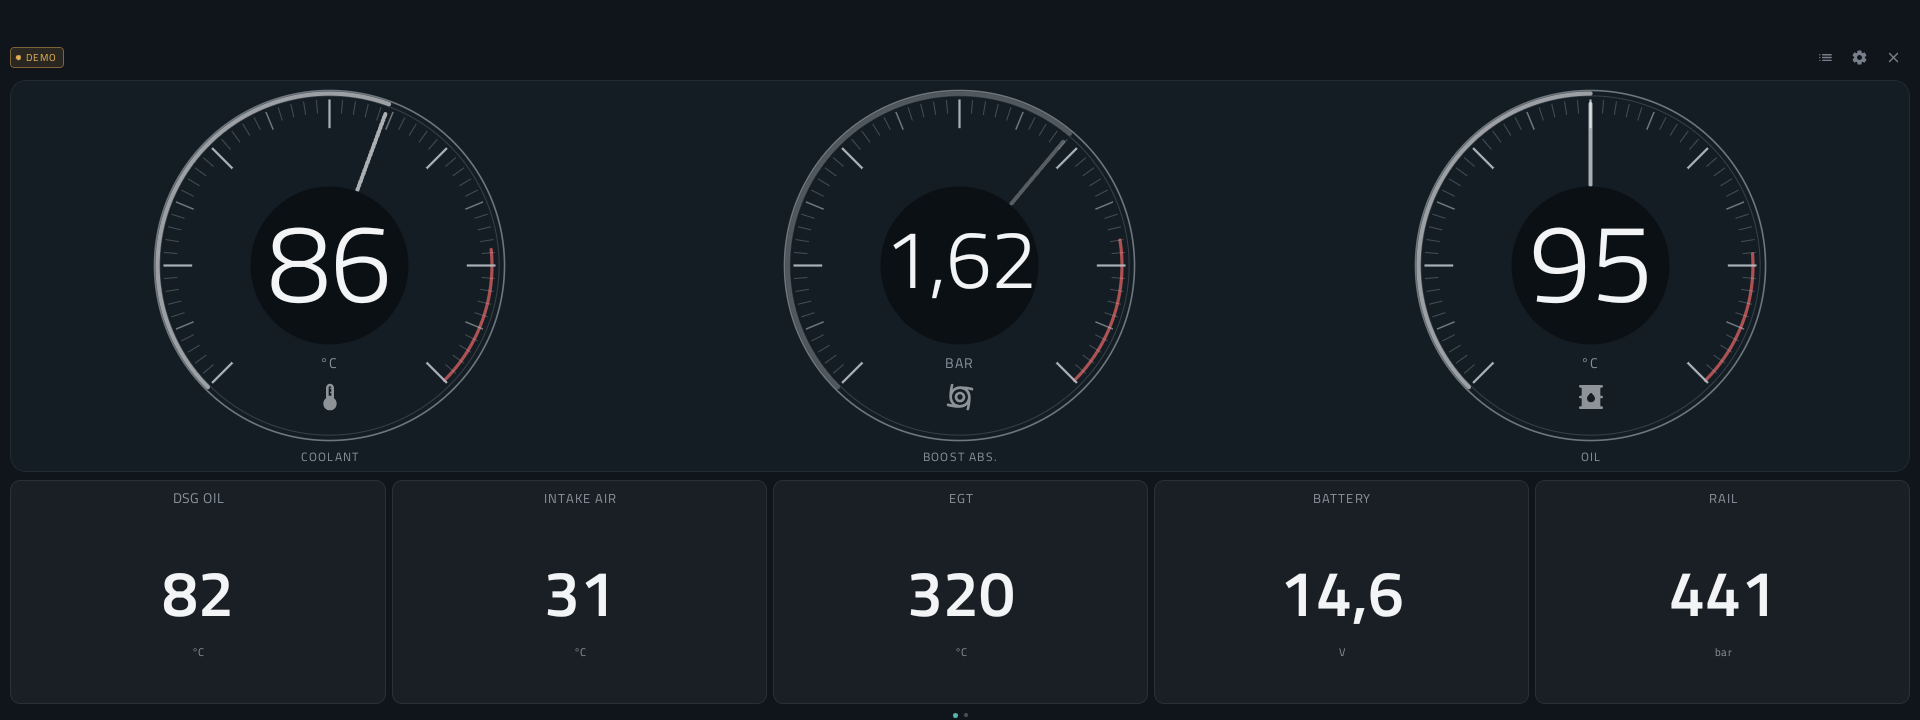 DEMO
86
°C
COOLANT
1,62
BAR
BOOST ABS.
95
°C
OIL
DSG OIL
82
°C
INTAKE AIR
31
°C
EGT
320
°C
BATTERY
14,6
V
RAIL
441
bar